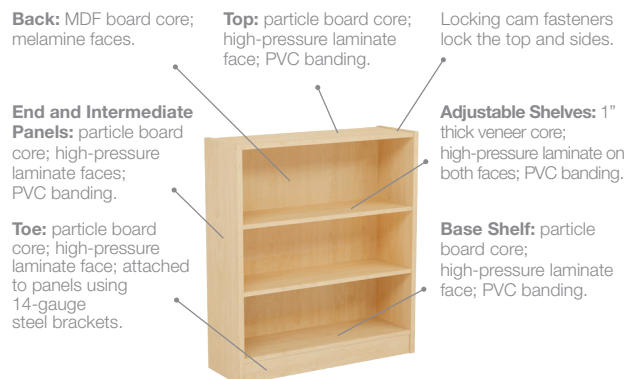 Back: MDF board core;
melamine faces.
Top: particle board core;
high-pressure laminate
face; PVC banding.
Locking cam fasteners
lock the top and sides.
End and Intermediate
Panels: particle board
core; high-pressure
laminate faces;
PVC banding.
Adjustable Shelves: 1”
thick veneer core;
high-pressure laminate on
both faces; PVC banding.
Toe: particle board
core; high-pressure
laminate face; attached
to panels using
14-gauge
steel brackets.
Base Shelf: particle
board core;
high-pressure laminate
face; PVC banding.